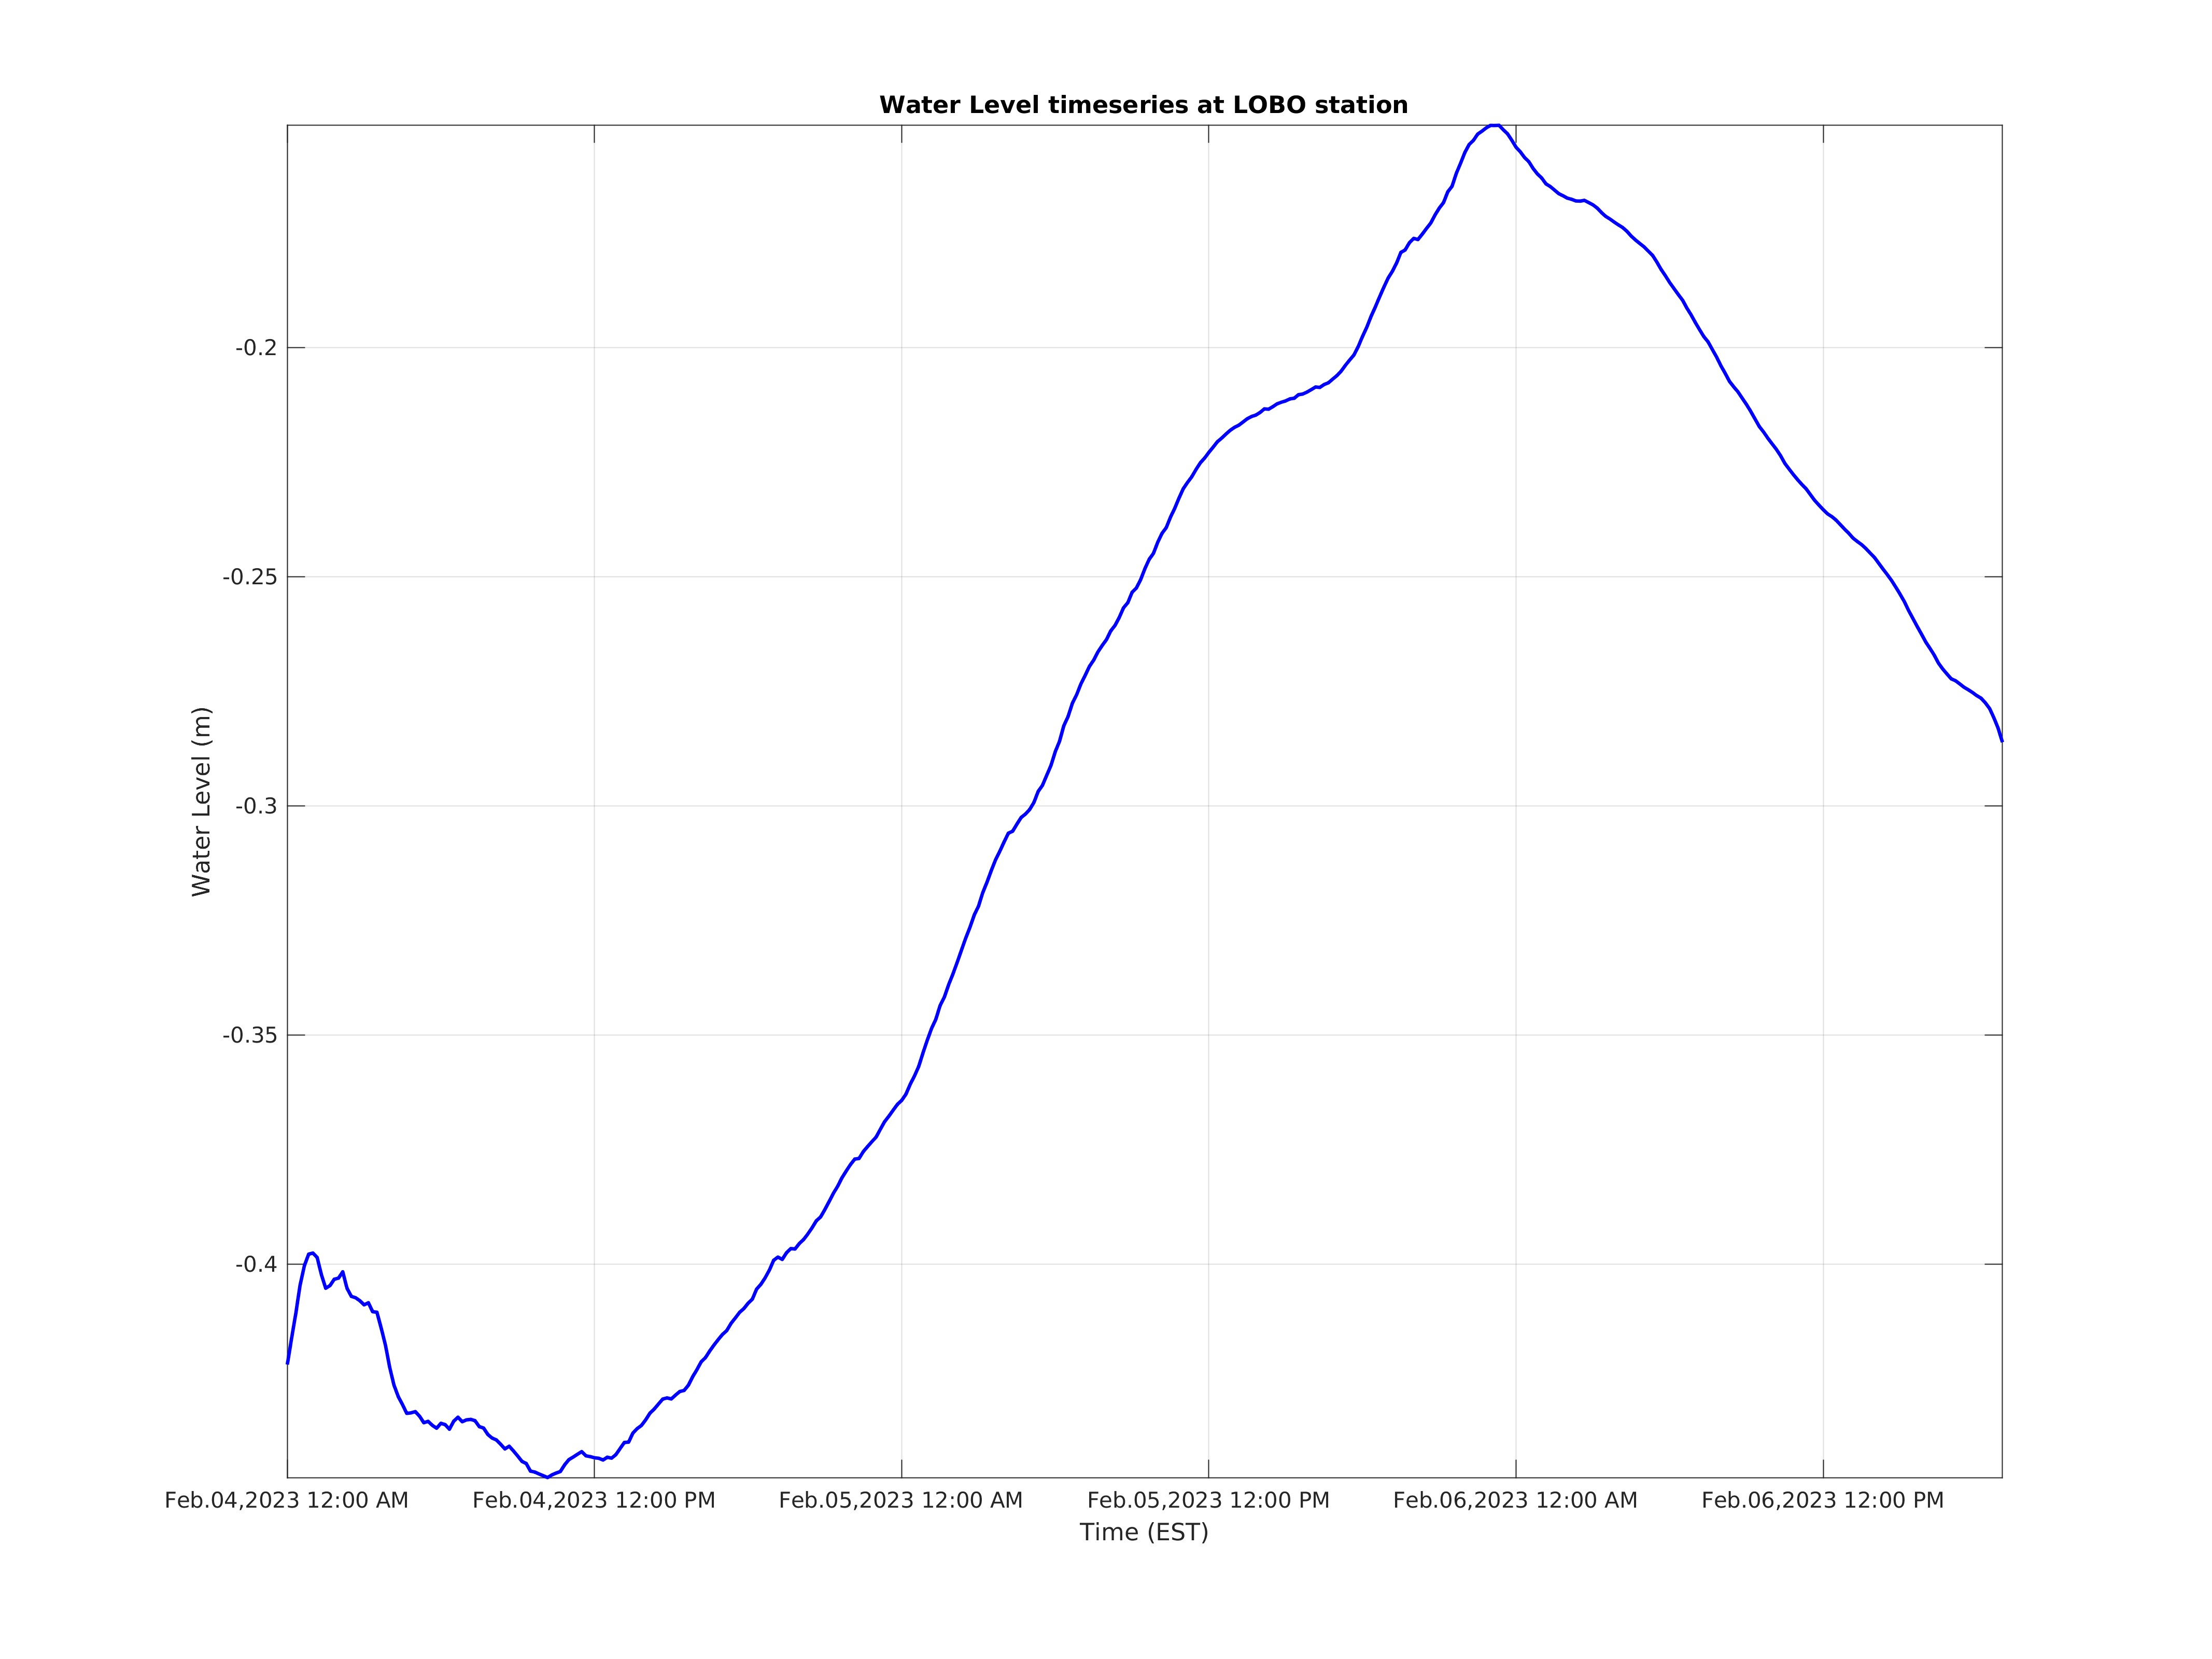 Water Level timeseries at LOBO station
-0.2
-0.25
-0.3
-0.35
-0.4
Water Level (m)
Feb.04,2023 12:00 AM
Feb.04,2023 12:00 PM
Feb.05,2023 12:00 AM
Feb.05,2023 12:00 PM
Feb.06,2023 12:00 AM
Feb.06,2023 12:00 PM
Time (EST)